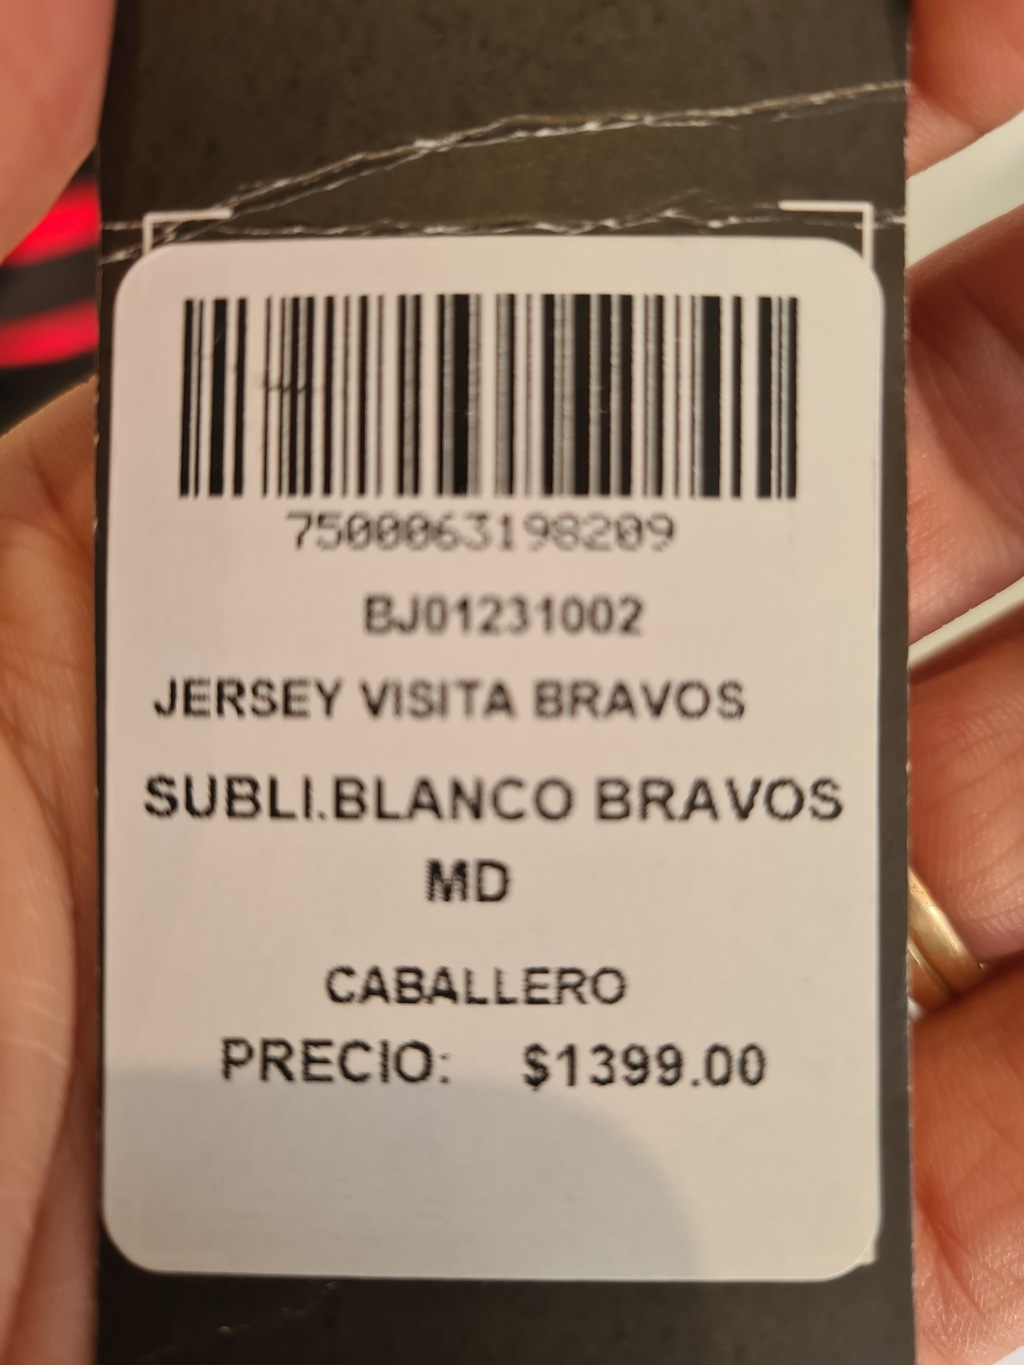 7500063198209
BJ01231002
JERSEY VISITA BRAVOS
SUBLI.BLANCO BRAVOS
MD
CABALLERO
PRECIO: $1399.00